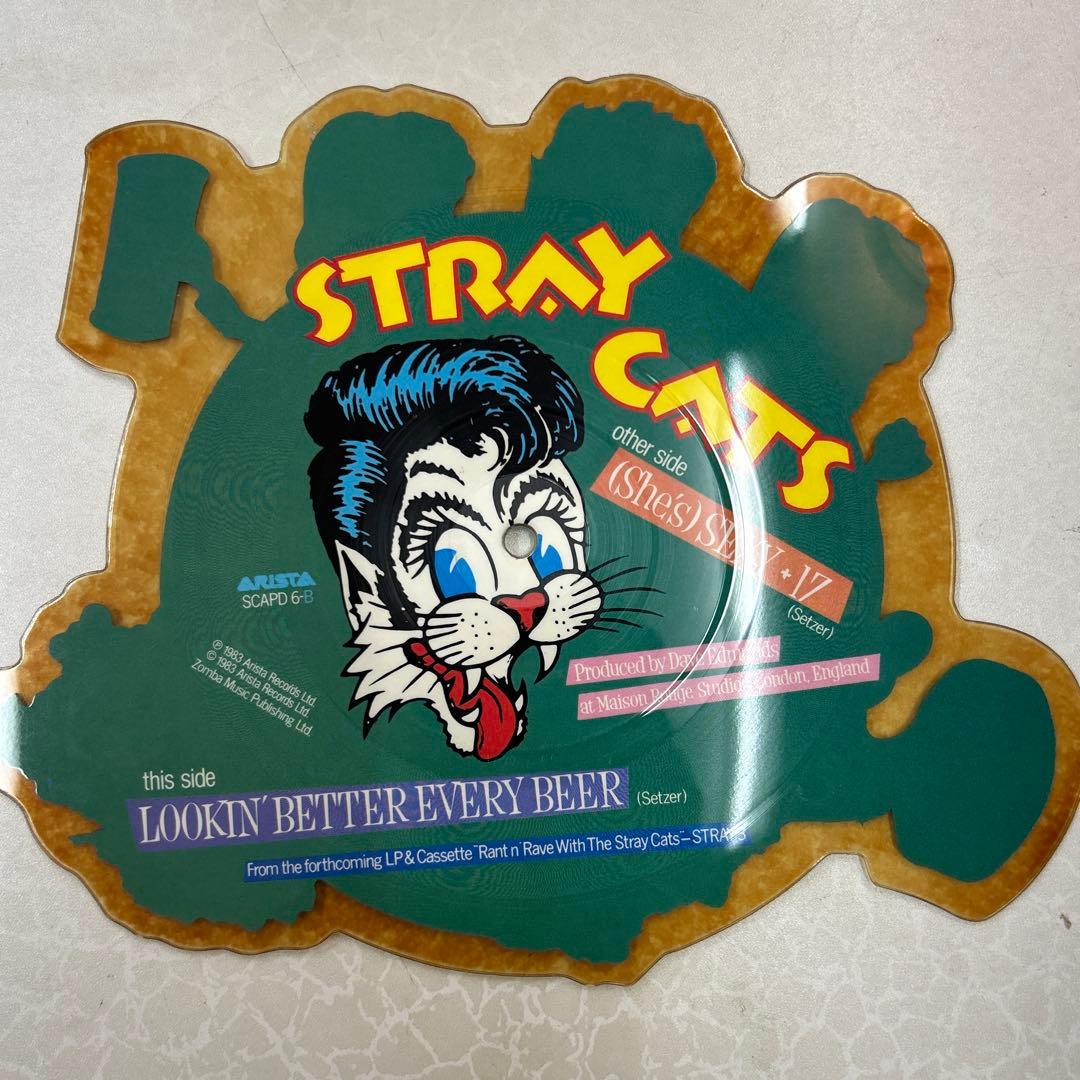 STRAY
CATS
other side
(She's) SEXY + 17
(Setzer)
ARISTA
SCAPD 6-B
Ⓟ 1983 Arista Records Ltd.
© 1983 Arista Records Ltd.
Zomba Music Publishing Ltd.
Produced by Dave Edmunds
at Maison Rouge Studio, London, England
this side
LOOKIN' BETTER EVERY BEER (Setzer)
From the forthcoming LP & Cassette "Rant n' Rave With The Stray Cats" –